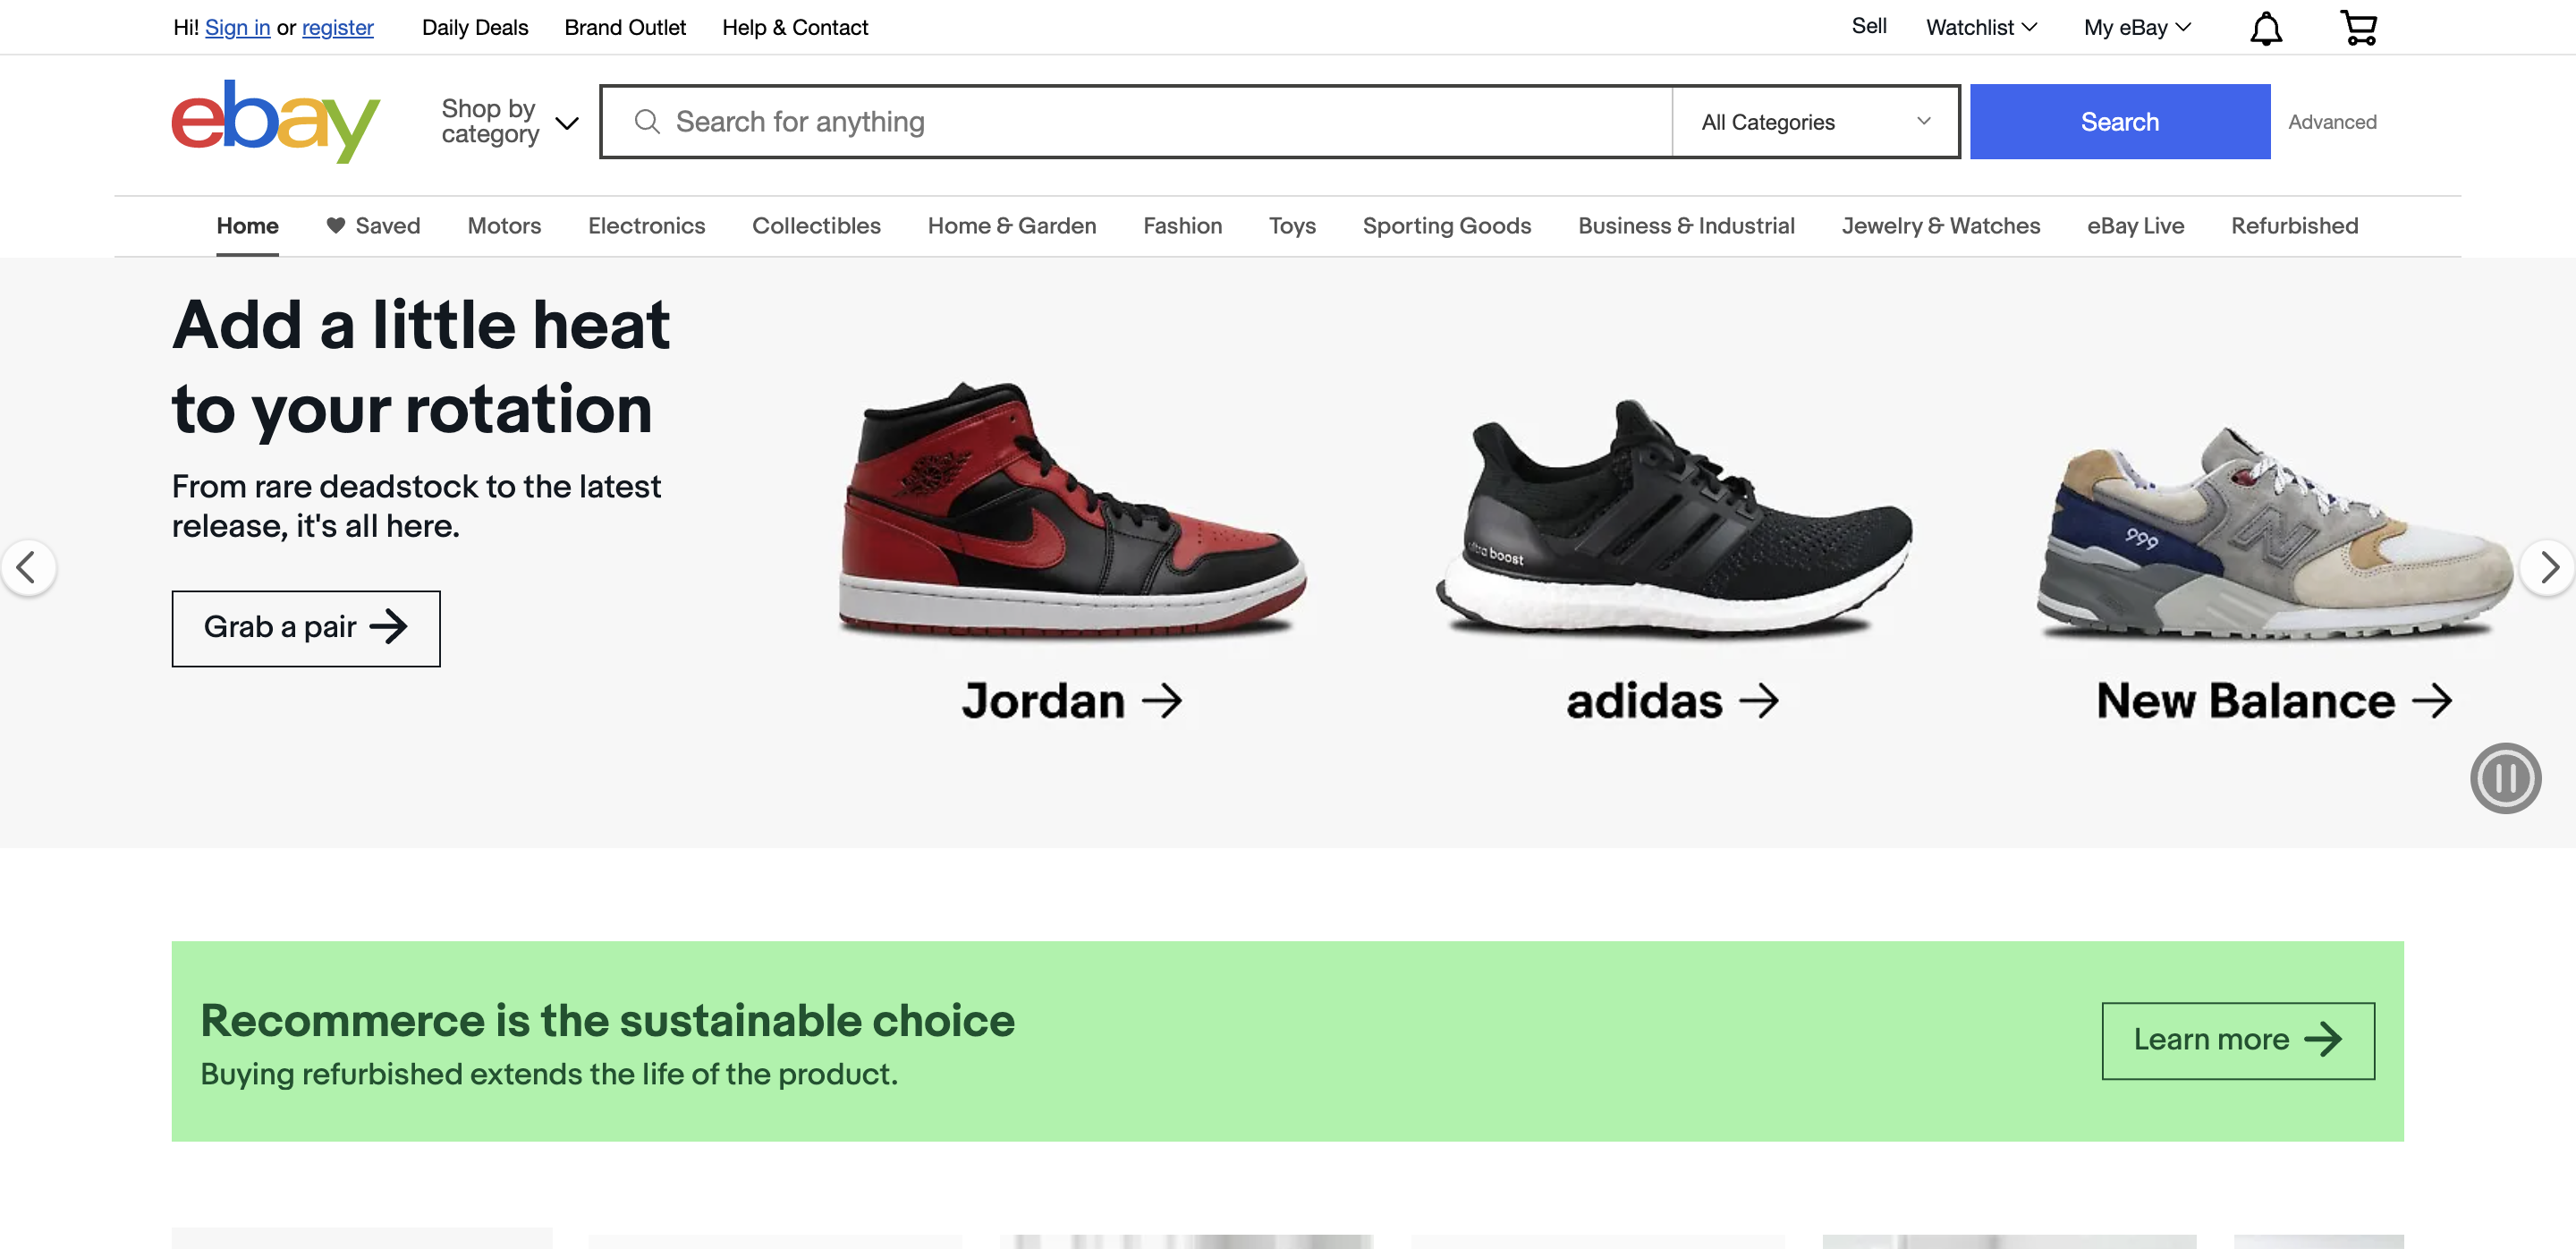 Hi! Sign in or register
Daily Deals
Brand Outlet
Help & Contact
Sell
Watchlist
My eBay
ebay
Shop by
category
Search for anything
All Categories
Search
Advanced
Home
Saved
Motors
Electronics
Collectibles
Home & Garden
Fashion
Toys
Sporting Goods
Business & Industrial
Jewelry & Watches
eBay Live
Refurbished
Add a little heat
to your rotation
From rare deadstock to the latest
release, it's all here.
Grab a pair
ultra boost
999
N
Jordan
adidas
New Balance
Recommerce is the sustainable choice
Buying refurbished extends the life of the product.
Learn more